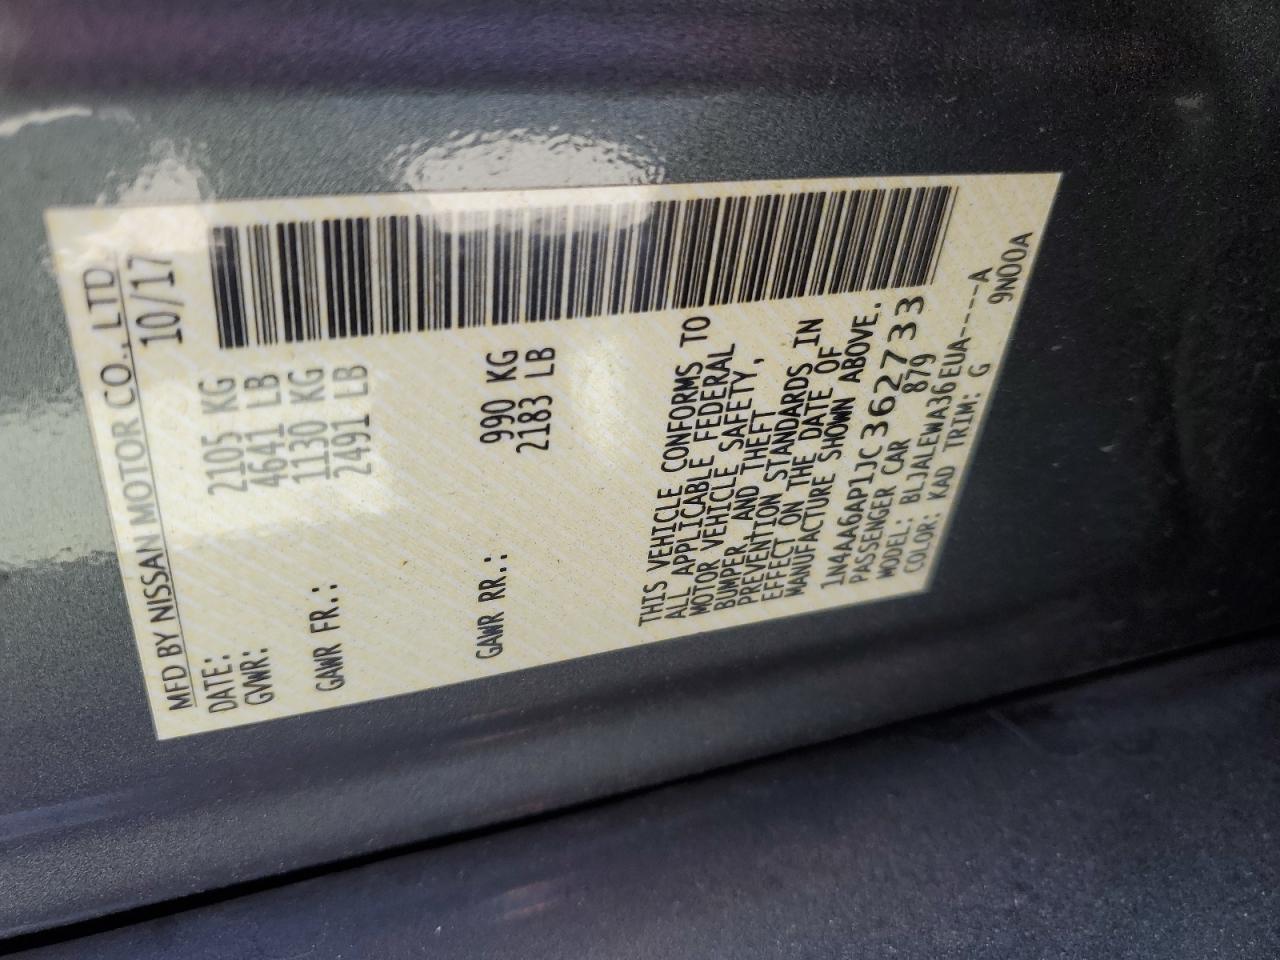 MFD BY NISSAN MOTOR CO., LTD
DATE: 10/17
GVWR: 2105 KG
4641 LB
GAWR FR.: 1130 KG
2491 LB
GAWR RR.: 990 KG
2183 LB
THIS VEHICLE CONFORMS TO
ALL APPLICABLE FEDERAL
MOTOR VEHICLE SAFETY,
BUMPER, AND THEFT
PREVENTION STANDARDS IN
EFFECT ON THE DATE OF
MANUFACTURE SHOWN ABOVE.
1N4AA6AP1JC362733
PASSENGER CAR 879
MODEL: BLJALEWA36EUA----A
COLOR: KAD TRIM: G 9N00A